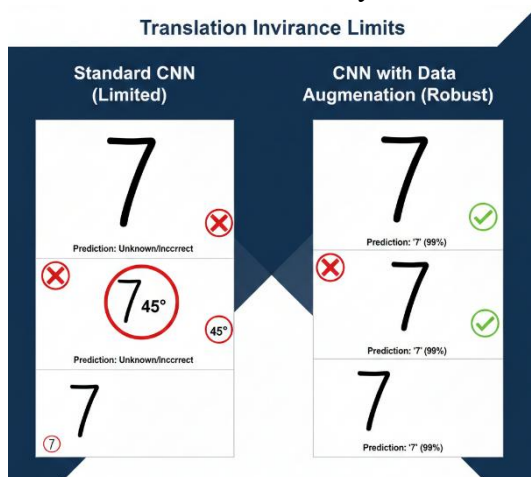 Translation Invirance Limits
Standard CNN
(Limited)
CNN with Data
Augmenation (Robust)
7
Prediction: Unknown/Inccrrect
7 45°
45°
Prediction: Unknown/Inccrrect
7
7
7
Prediction: '7' (99%)
7
Prediction: '7' (99%)
7
Prediction: '7' (99%)